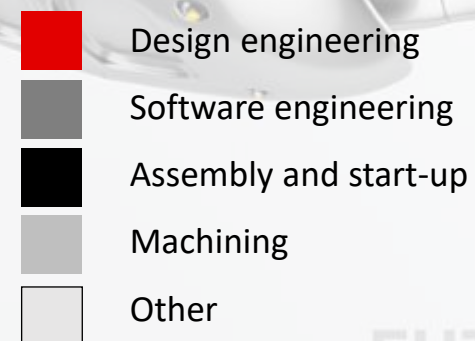 Design engineering
Software engineering
Assembly and start-up
Machining
Other